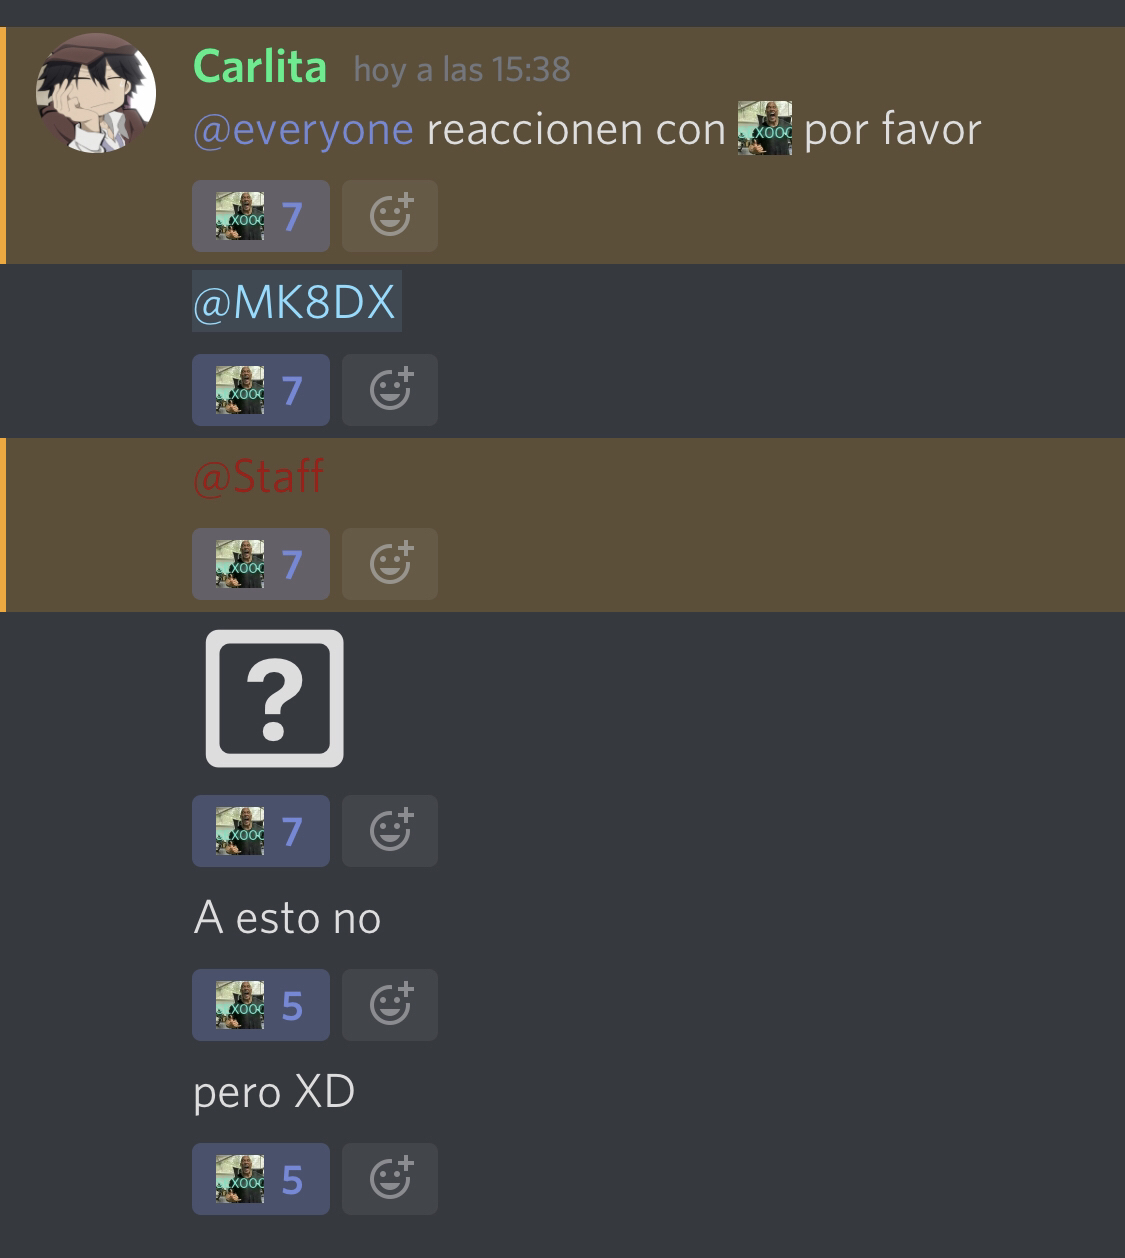 Carlita hoy a las 15:38
@everyone reaccionen con por favor
7
@MK8DX
7
@Staff
7
?
7
A esto no
5
pero XD
5